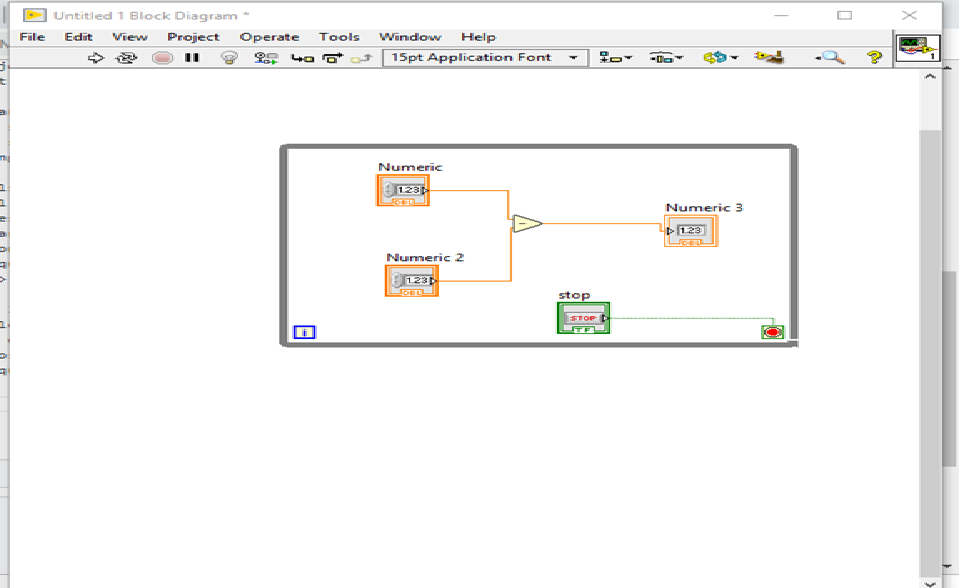 Untitled 1 Block Diagram *
File Edit View Project Operate Tools Window Help
15pt Application Font
?
1
Numeric
1.23
DBL
Numeric 3
1.23
DBL
Numeric 2
1.23
DBL
stop
STOP
TF
i